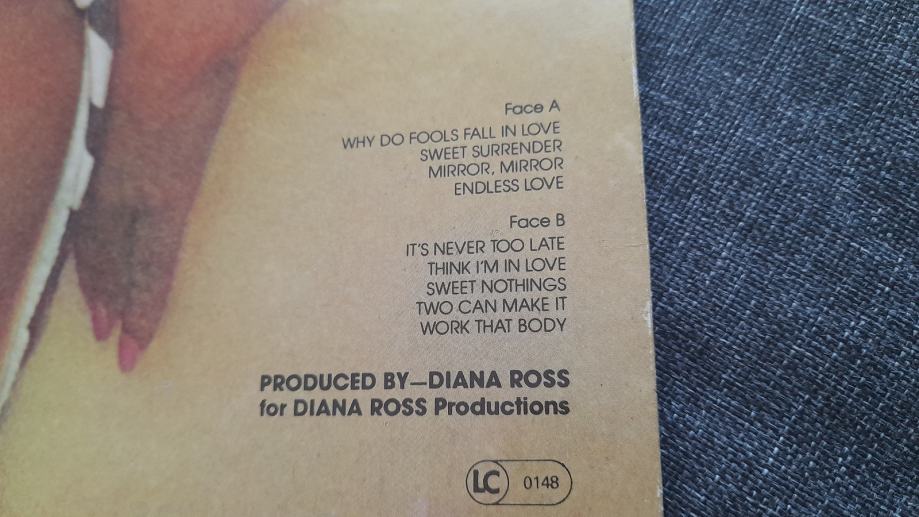 Face A
WHY DO FOOLS FALL IN LOVE
SWEET SURRENDER
MIRROR, MIRROR
ENDLESS LOVE
Face B
IT'S NEVER TOO LATE
THINK I'M IN LOVE
SWEET NOTHINGS
TWO CAN MAKE IT
WORK THAT BODY
PRODUCED BY—DIANA ROSS
for DIANA ROSS Productions
LC 0148